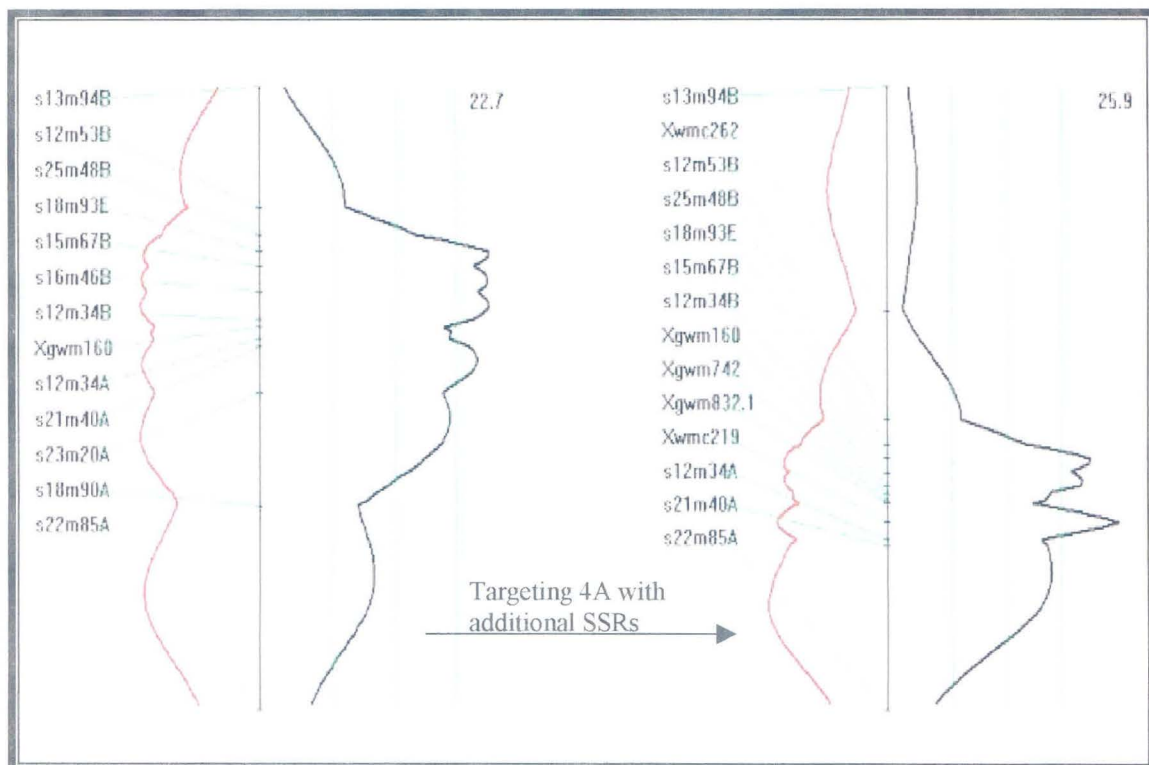 s13m94B
s12m53B
s25m48B
s18m93E
s15m67B
s16m46B
s12m34B
Xgwm160
s12m34A
s21m40A
s23m20A
s18m90A
s22m85A
22.7
Targeting 4A with
additional SSRs
s13m94B
Xwmc262
s12m53B
s25m48B
s18m93E
s15m67B
s12m34B
Xgwm160
Xgwm742
Xgwm832.1
Xwmc219
s12m34A
s21m40A
s22m85A
25.9